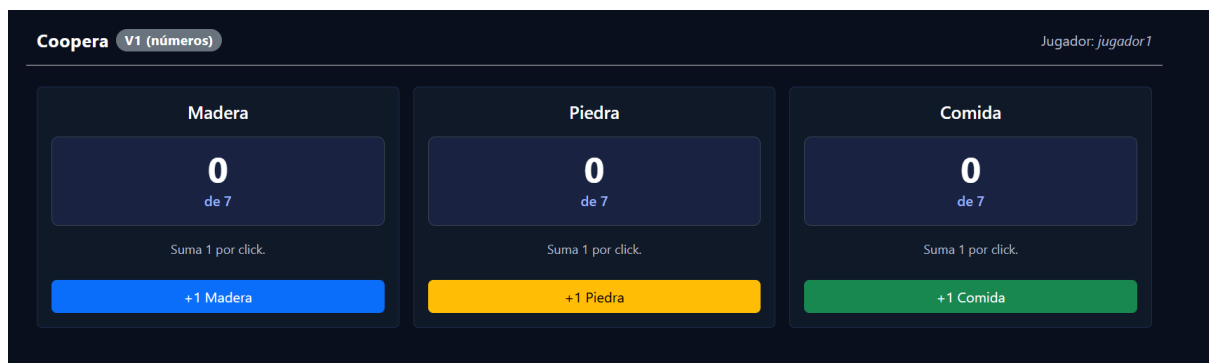 Coopera V1 (números) Jugador: jugador1
Madera Piedra Comida
0 0 0
de 7 de 7 de 7
Suma 1 por click. Suma 1 por click. Suma 1 por click.
+1 Madera +1 Piedra +1 Comida